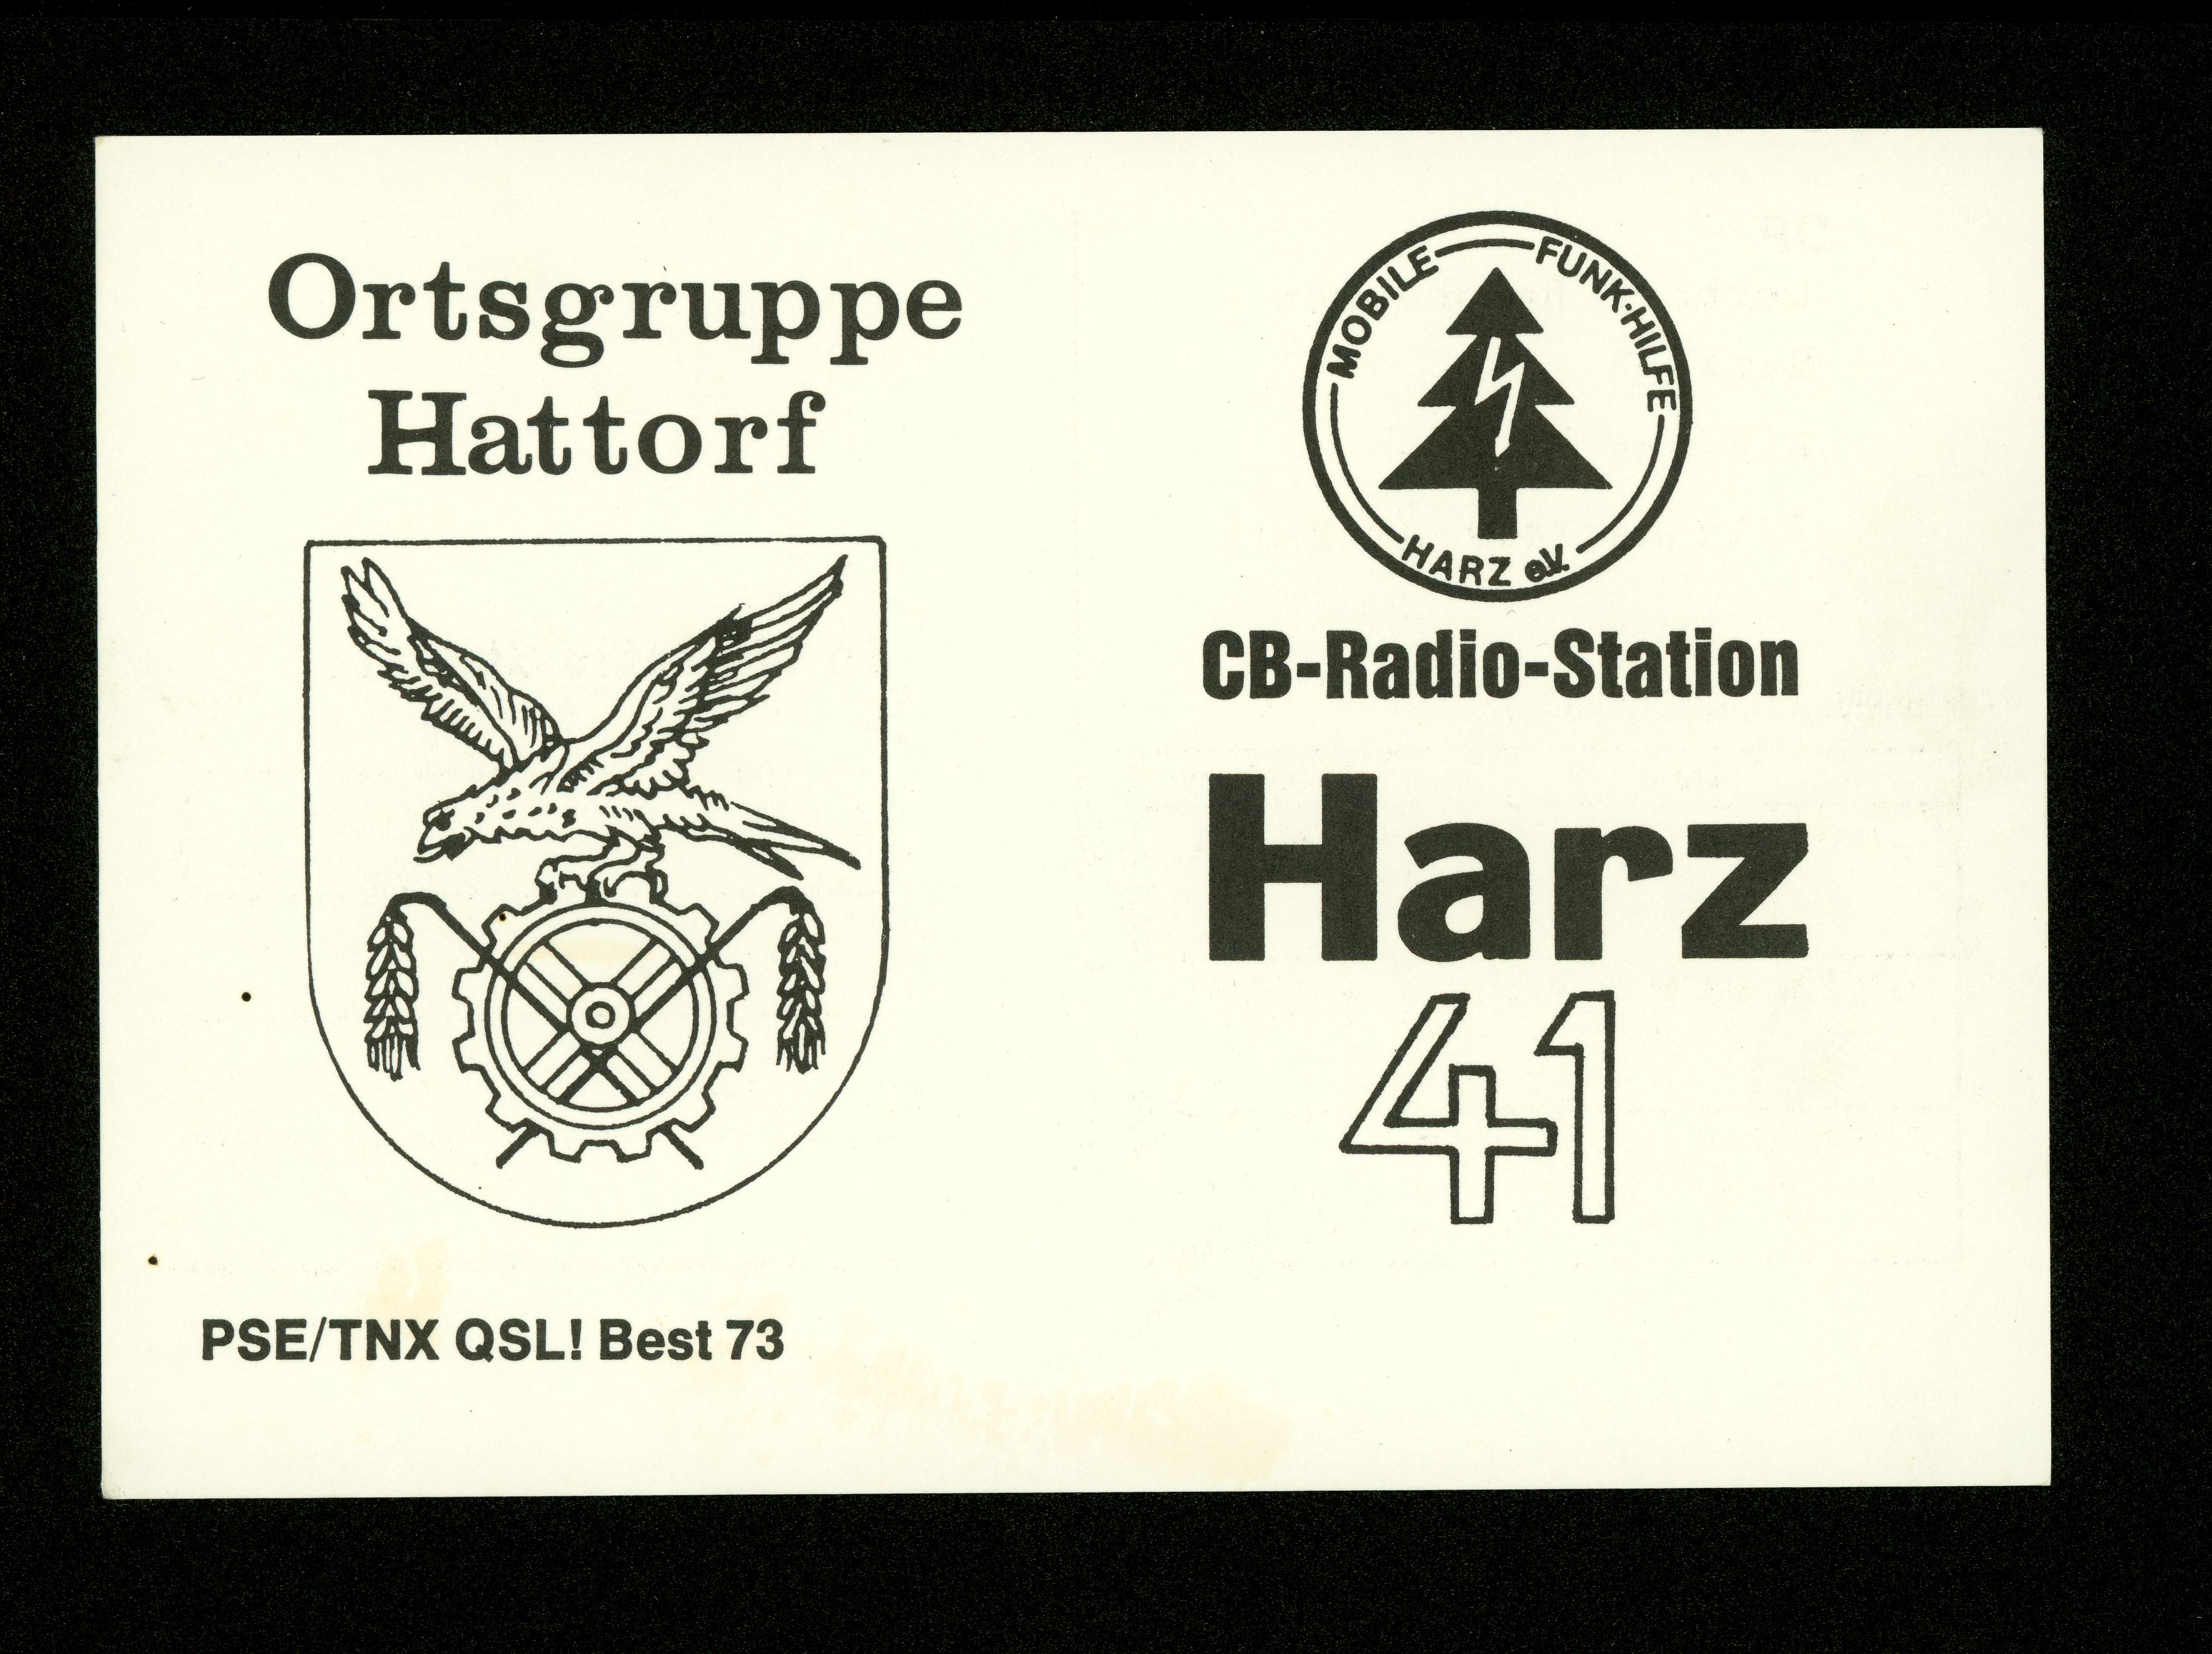 Ortsgruppe
Hattorf
PSE/TNX QSL! Best 73
MOBILE FUNK-HILFE
HARZ e.V.
CB-Radio-Station
Harz
41